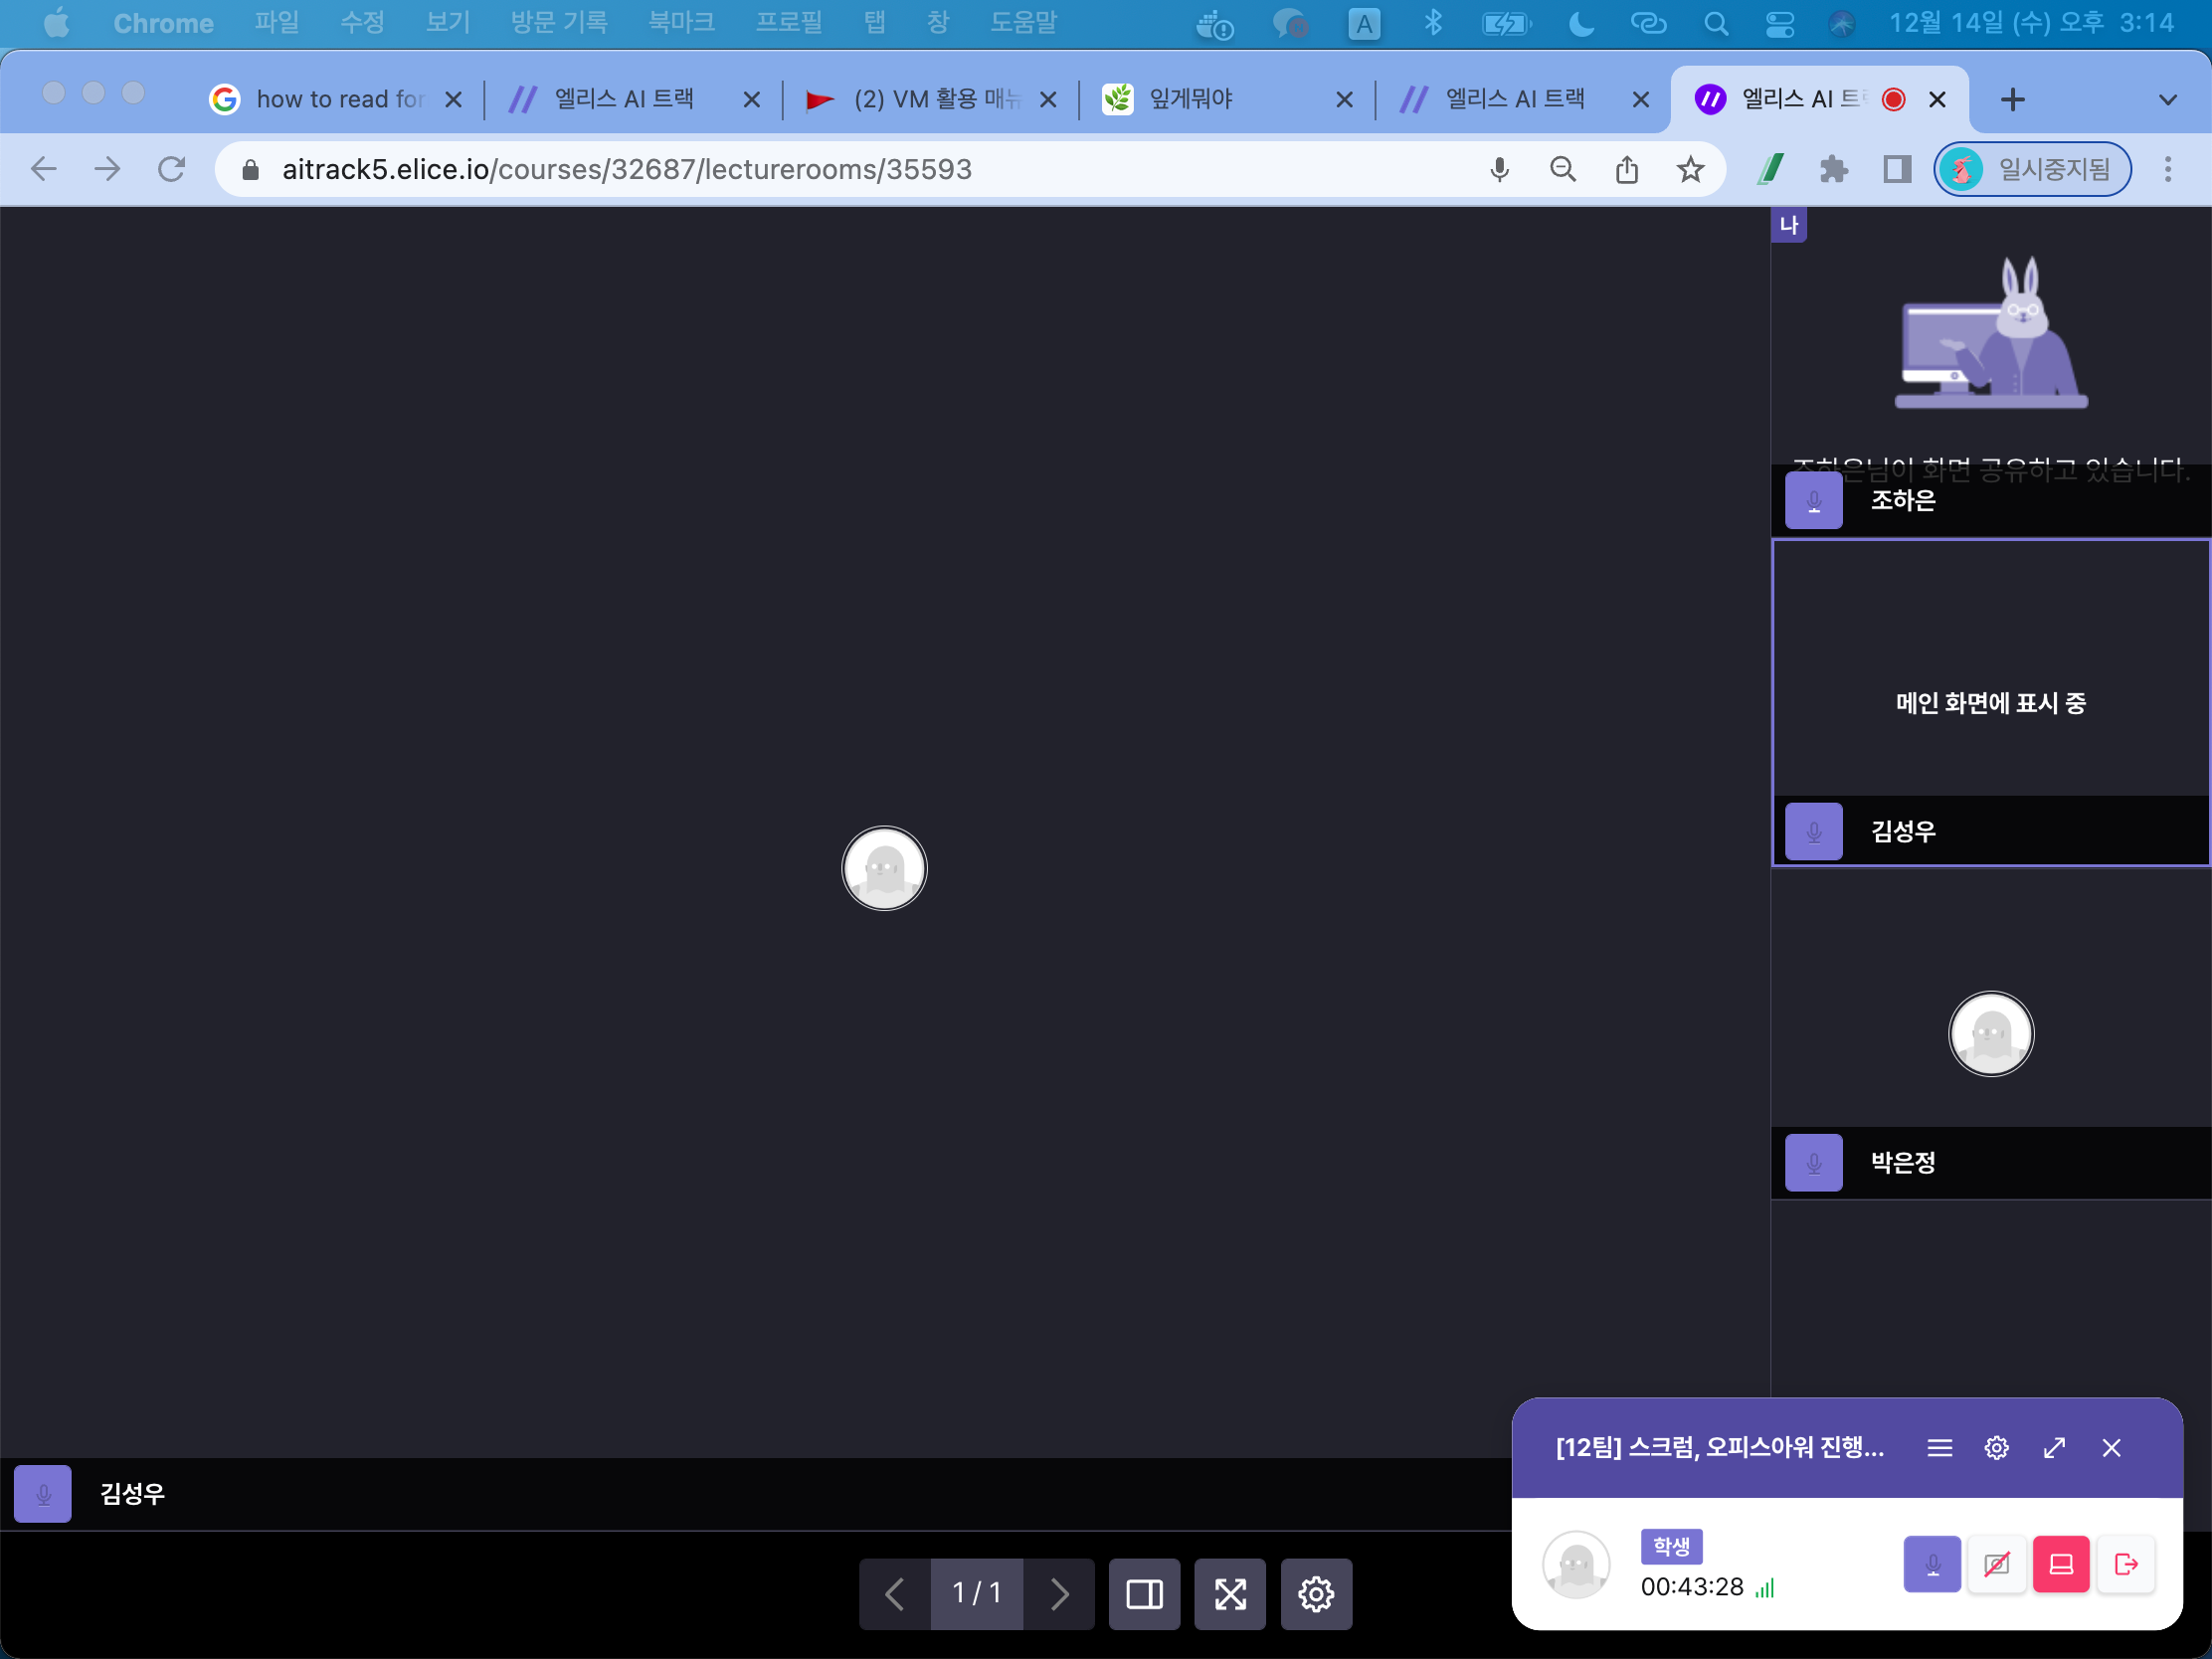 Chrome 파일 수정 보기 방문 기록 북마크 프로필 탭 창 도움말 A 12월 14일 (수) 오후 3:14
how to read for 엘리스 AI 트랙 (2) VM 활용 매뉴 잎게뭐야 엘리스 AI 트랙 엘리스 AI 트
aitrack5.elice.io/courses/32687/lecturerooms/35593 일시중지됨
나
조하은님이 화면 공유하고 있습니다.
조하은
메인 화면에 표시 중
김성우
박은정
[12팀] 스크럼, 오피스아워 진행...
김성우
학생
00:43:28
1 / 1